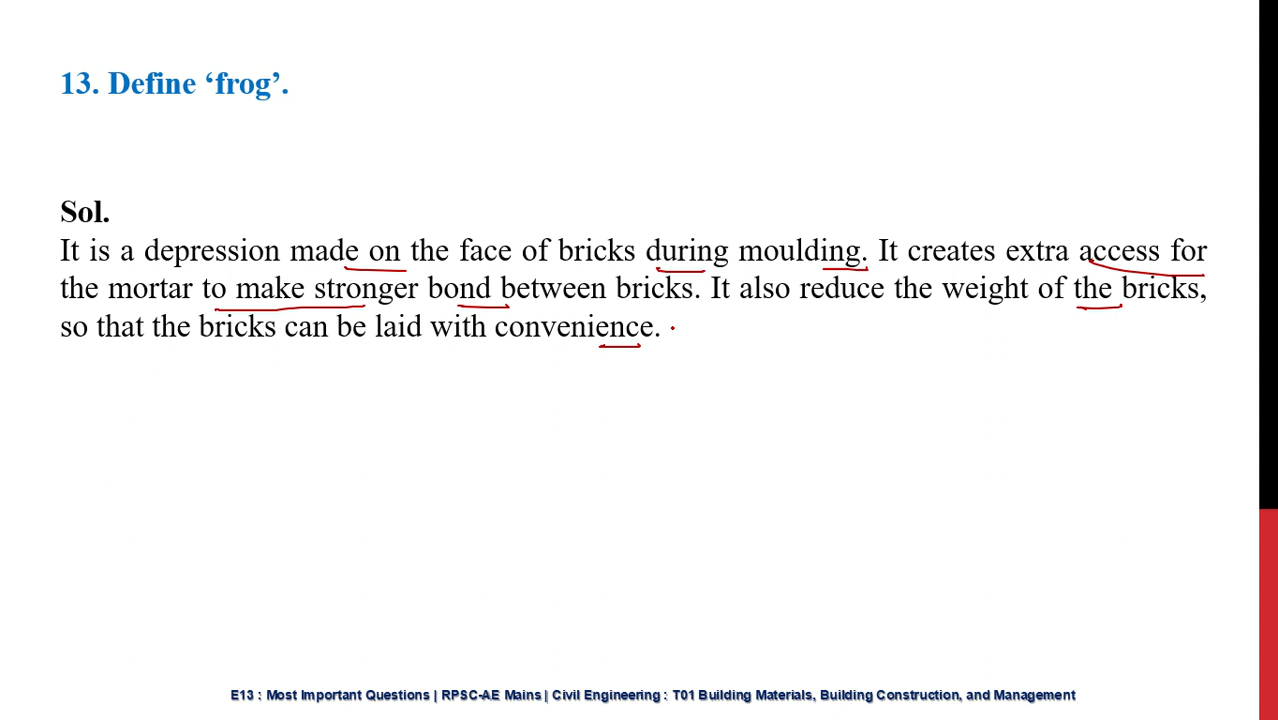 13. Define ‘frog’.
Sol.
It is a depression made on the face of bricks during moulding. It creates extra access for
the mortar to make stronger bond between bricks. It also reduce the weight of the bricks,
so that the bricks can be laid with convenience.
E13 : Most Important Questions | RPSC-AE Mains | Civil Engineering : T01 Building Materials, Building Construction, and Management